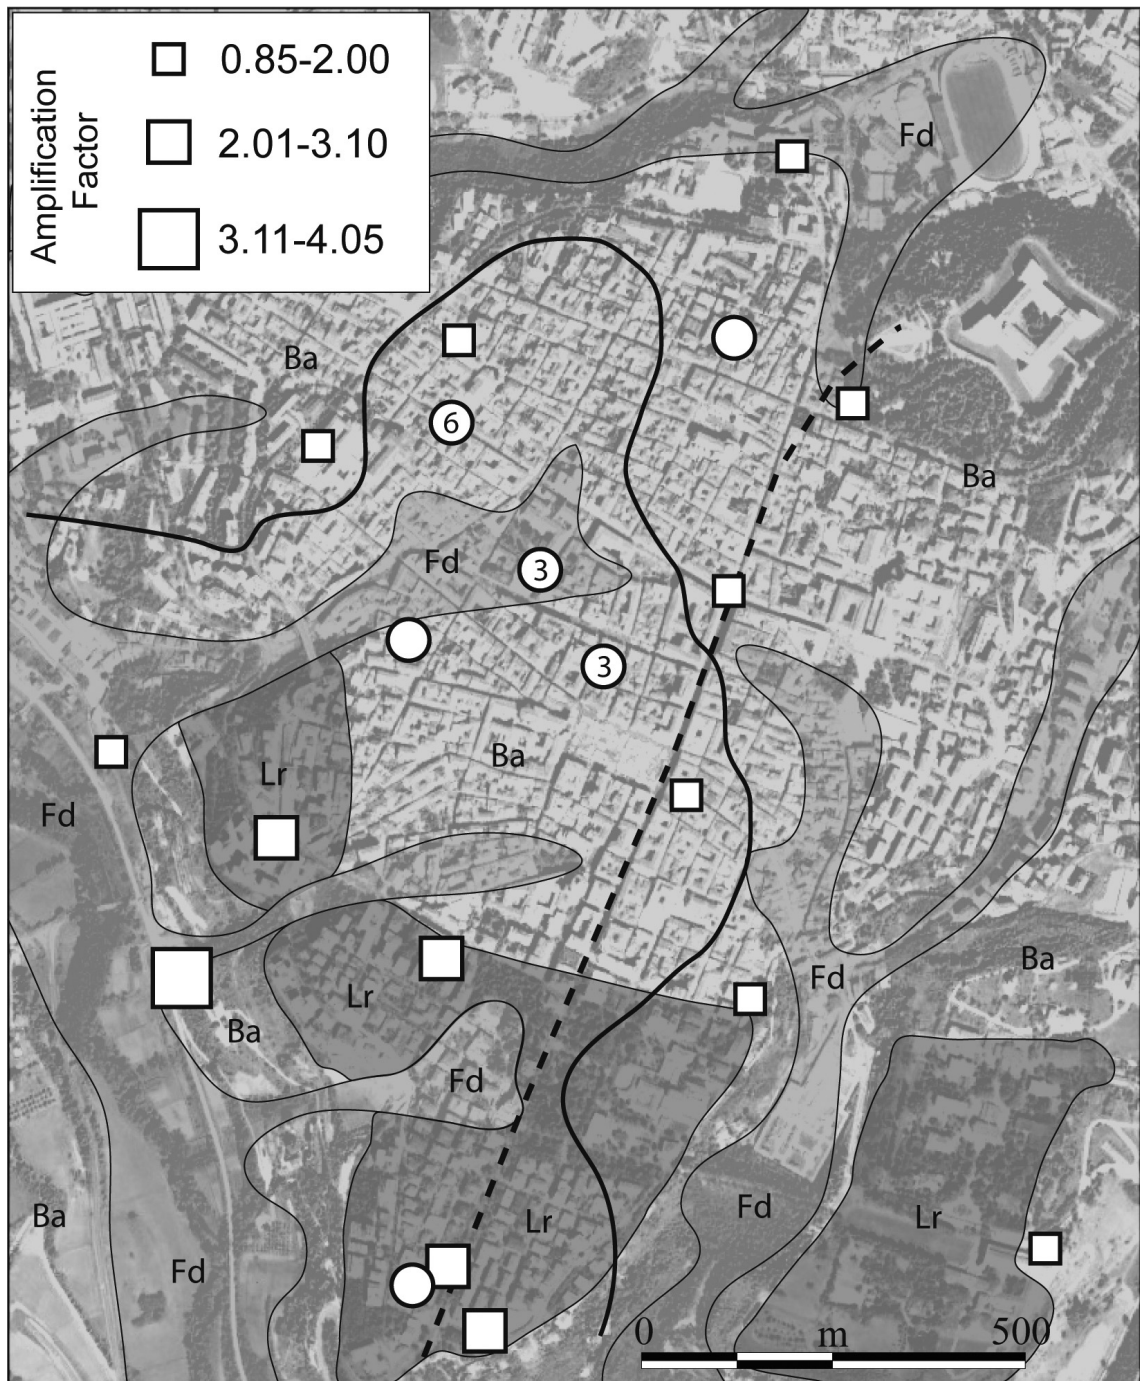 Amplification
Factor
0.85-2.00
2.01-3.10
3.11-4.05
Fd
Ba
6
Ba
Fd
3
3
Ba
Lr
Fd
Ba
Fd
Lr
Ba
Fd
Ba
Fd
Lr
Lr
Fd
0 m 500